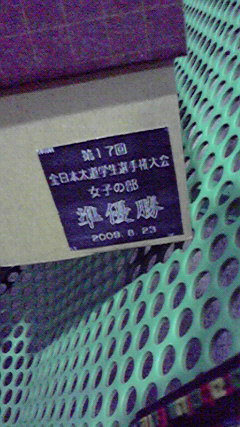 第17回
全日本大道学生選手権大会
女子の部
準優勝
2009. 8. 23